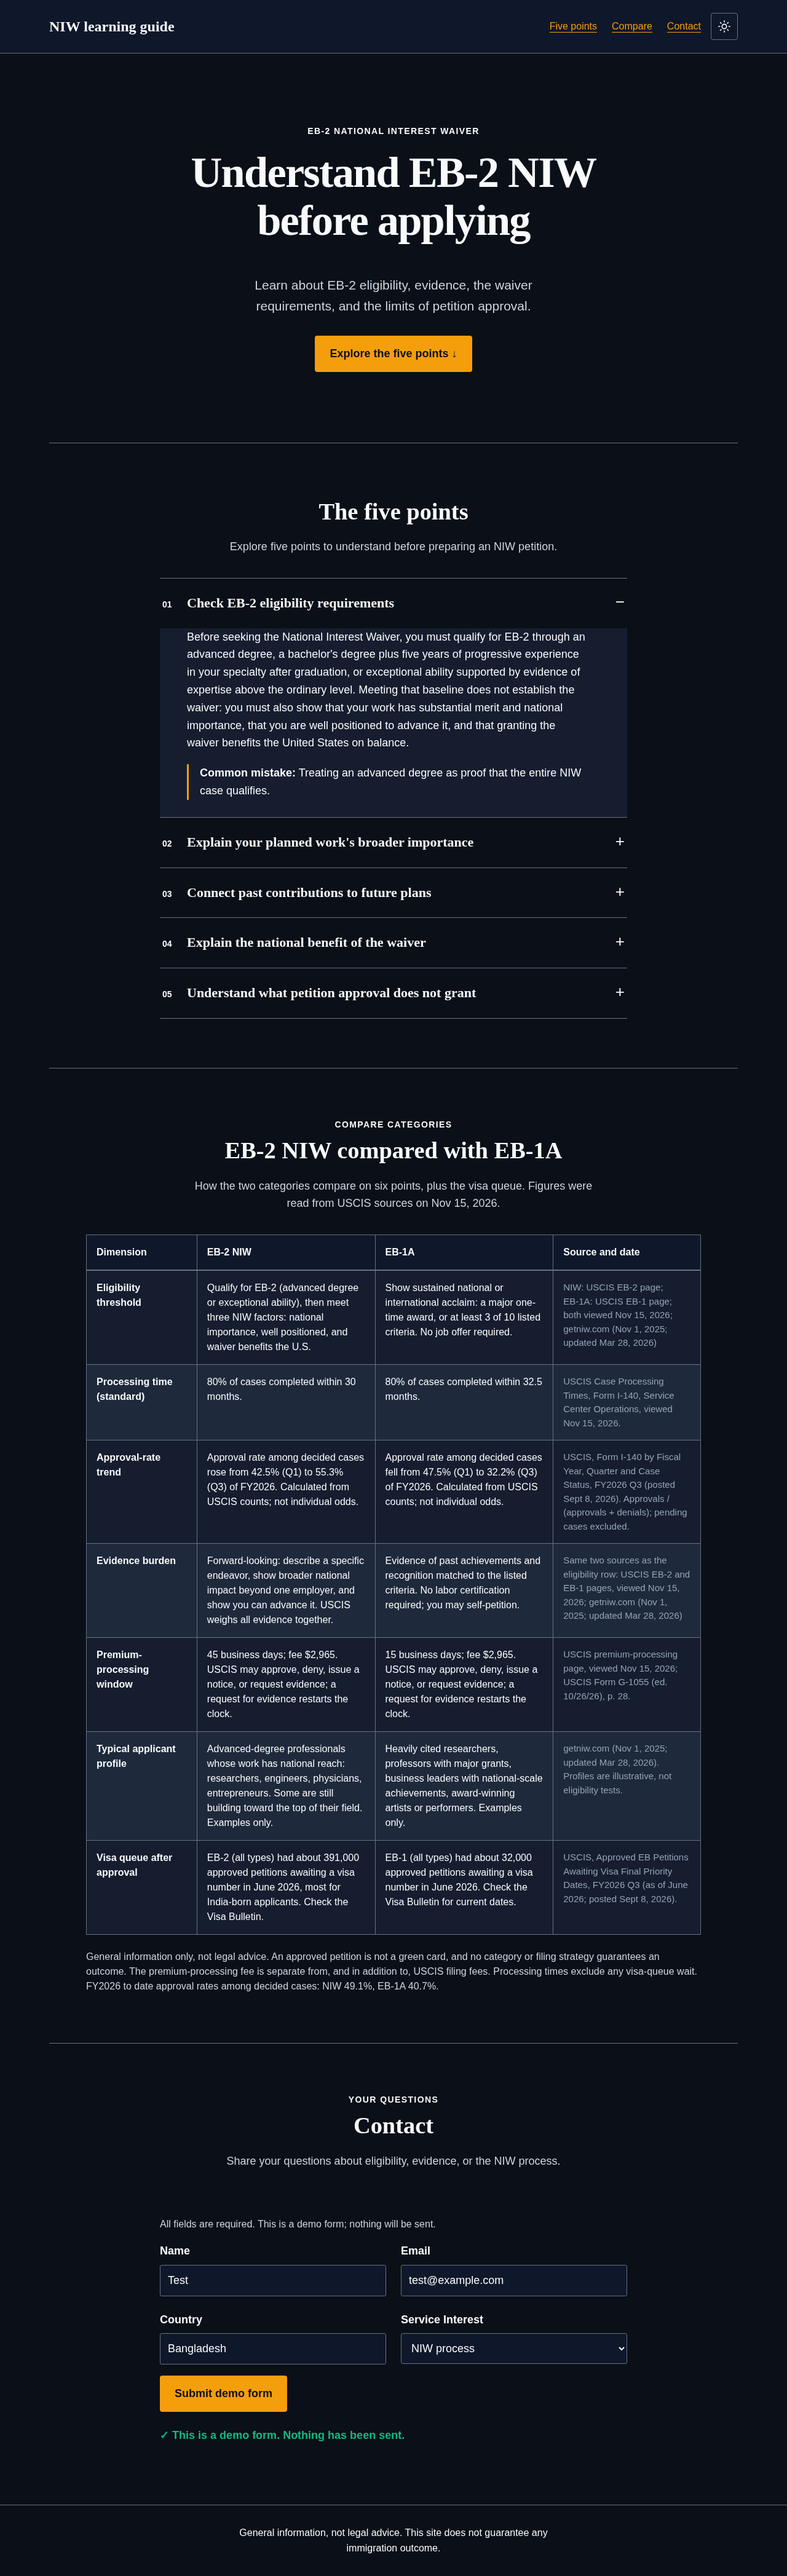 NIW learning guide
Five points Compare Contact
EB-2 NATIONAL INTEREST WAIVER
Understand EB-2 NIW
before applying
Learn about EB-2 eligibility, evidence, the waiver
requirements, and the limits of petition approval.
Explore the five points ↓
The five points
Explore five points to understand before preparing an NIW petition.
01 Check EB-2 eligibility requirements −
Before seeking the National Interest Waiver, you must qualify for EB-2 through an
advanced degree, a bachelor's degree plus five years of progressive experience
in your specialty after graduation, or exceptional ability supported by evidence of
expertise above the ordinary level. Meeting that baseline does not establish the
waiver: you must also show that your work has substantial merit and national
importance, that you are well positioned to advance it, and that granting the
waiver benefits the United States on balance.
Common mistake: Treating an advanced degree as proof that the entire NIW
case qualifies.
02 Explain your planned work's broader importance +
03 Connect past contributions to future plans +
04 Explain the national benefit of the waiver +
05 Understand what petition approval does not grant +
COMPARE CATEGORIES
EB-2 NIW compared with EB-1A
How the two categories compare on six points, plus the visa queue. Figures were
read from USCIS sources on Nov 15, 2026.
Dimension
EB-2 NIW
EB-1A
Source and date
Eligibility
threshold
Qualify for EB-2 (advanced degree
or exceptional ability), then meet
three NIW factors: national
importance, well positioned, and
waiver benefits the U.S.
Show sustained national or
international acclaim: a major one-
time award, or at least 3 of 10 listed
criteria. No job offer required.
NIW: USCIS EB-2 page;
EB-1A: USCIS EB-1 page;
both viewed Nov 15, 2026;
getniw.com (Nov 1, 2025;
updated Mar 28, 2026)
Processing time
(standard)
80% of cases completed within 30
months.
80% of cases completed within 32.5
months.
USCIS Case Processing
Times, Form I-140, Service
Center Operations, viewed
Nov 15, 2026.
Approval-rate
trend
Approval rate among decided cases
rose from 42.5% (Q1) to 55.3%
(Q3) of FY2026. Calculated from
USCIS counts; not individual odds.
Approval rate among decided cases
fell from 47.5% (Q1) to 32.2% (Q3)
of FY2026. Calculated from USCIS
counts; not individual odds.
USCIS, Form I-140 by Fiscal
Year, Quarter and Case
Status, FY2026 Q3 (posted
Sept 8, 2026). Approvals /
(approvals + denials); pending
cases excluded.
Evidence burden
Forward-looking: describe a specific
endeavor, show broader national
impact beyond one employer, and
show you can advance it. USCIS
weighs all evidence together.
Evidence of past achievements and
recognition matched to the listed
criteria. No labor certification
required; you may self-petition.
Same two sources as the
eligibility row: USCIS EB-2 and
EB-1 pages, viewed Nov 15,
2026; getniw.com (Nov 1,
2025; updated Mar 28, 2026)
Premium-
processing
window
45 business days; fee $2,965.
USCIS may approve, deny, issue a
notice, or request evidence; a
request for evidence restarts the
clock.
15 business days; fee $2,965.
USCIS may approve, deny, issue a
notice, or request evidence; a
request for evidence restarts the
clock.
USCIS premium-processing
page, viewed Nov 15, 2026;
USCIS Form G-1055 (ed.
10/26/26), p. 28.
Typical applicant
profile
Advanced-degree professionals
whose work has national reach:
researchers, engineers, physicians,
entrepreneurs. Some are still
building toward the top of their field.
Examples only.
Heavily cited researchers,
professors with major grants,
business leaders with national-scale
achievements, award-winning
artists or performers. Examples
only.
getniw.com (Nov 1, 2025;
updated Mar 28, 2026).
Profiles are illustrative, not
eligibility tests.
Visa queue after
approval
EB-2 (all types) had about 391,000
approved petitions awaiting a visa
number in June 2026, most for
India-born applicants. Check the
Visa Bulletin.
EB-1 (all types) had about 32,000
approved petitions awaiting a visa
number in June 2026. Check the
Visa Bulletin for current dates.
USCIS, Approved EB Petitions
Awaiting Visa Final Priority
Dates, FY2026 Q3 (as of June
2026; posted Sept 8, 2026).
General information only, not legal advice. An approved petition is not a green card, and no category or filing strategy guarantees an
outcome. The premium-processing fee is separate from, and in addition to, USCIS filing fees. Processing times exclude any visa-queue wait.
FY2026 to date approval rates among decided cases: NIW 49.1%, EB-1A 40.7%.
YOUR QUESTIONS
Contact
Share your questions about eligibility, evidence, or the NIW process.
All fields are required. This is a demo form; nothing will be sent.
Name Email
Test test@example.com
Country Service Interest
Bangladesh NIW process
Submit demo form
✓ This is a demo form. Nothing has been sent.
General information, not legal advice. This site does not guarantee any
immigration outcome.